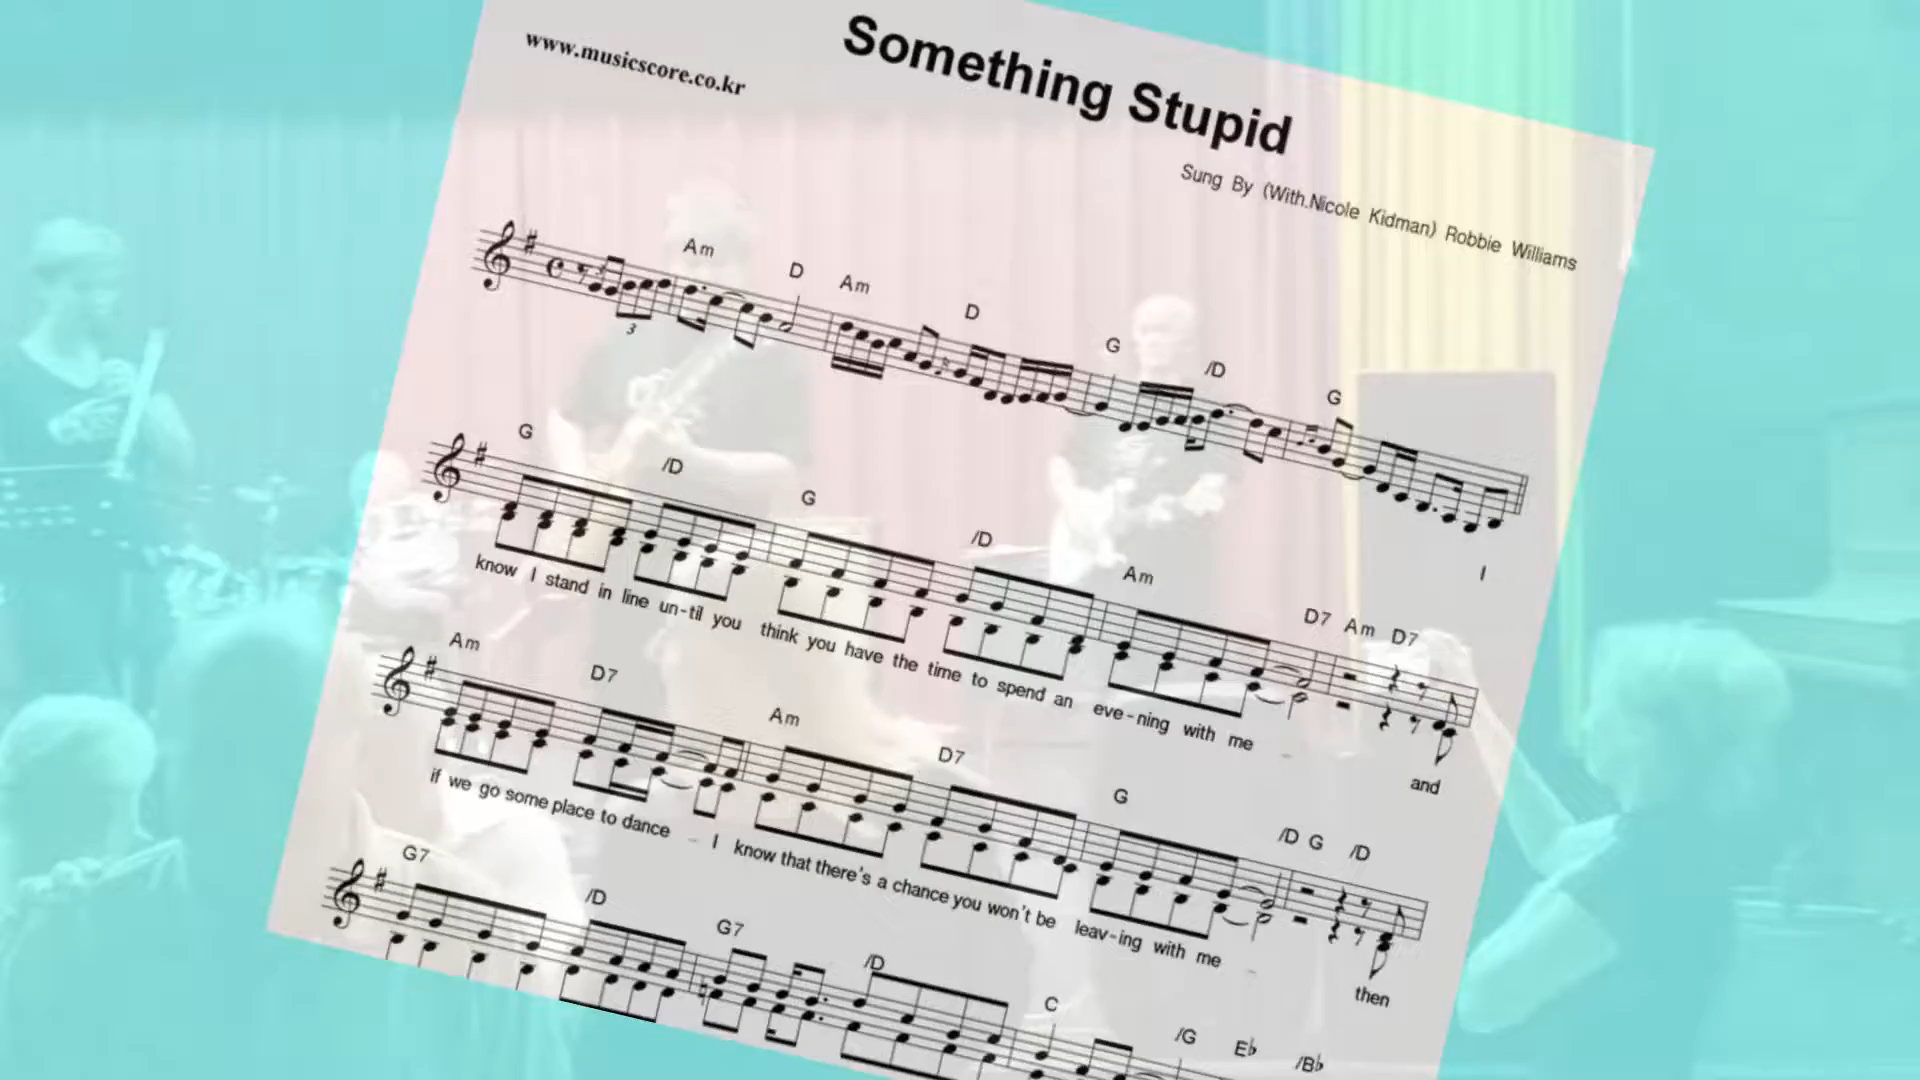 Something Stupid
www.musicscore.co.kr
Sung By (With.Nicole Kidman) Robbie Williams
Am D Am D G /D G
3
I
G /D G /D Am D7 Am D7
know I stand in line un-til you think you have the time to spend an eve-ning with me and
Am D7 Am D7 G /D G /D
if we go some place to dance I know that there's a chance you won't be leav-ing with me then
G7 /D G7 /D C /G E♭ /B♭